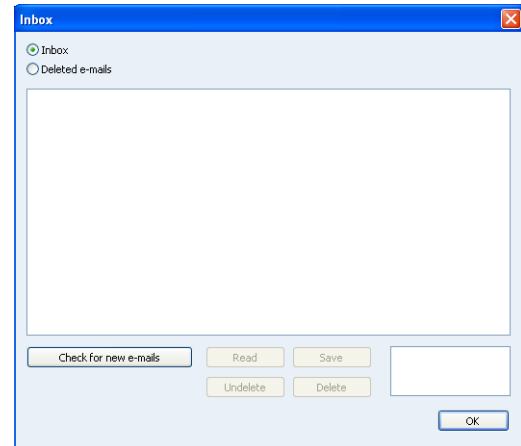 Inbox
Inbox
Deleted e-mails
Check for new e-mails
Read
Save
Undelete
Delete
OK